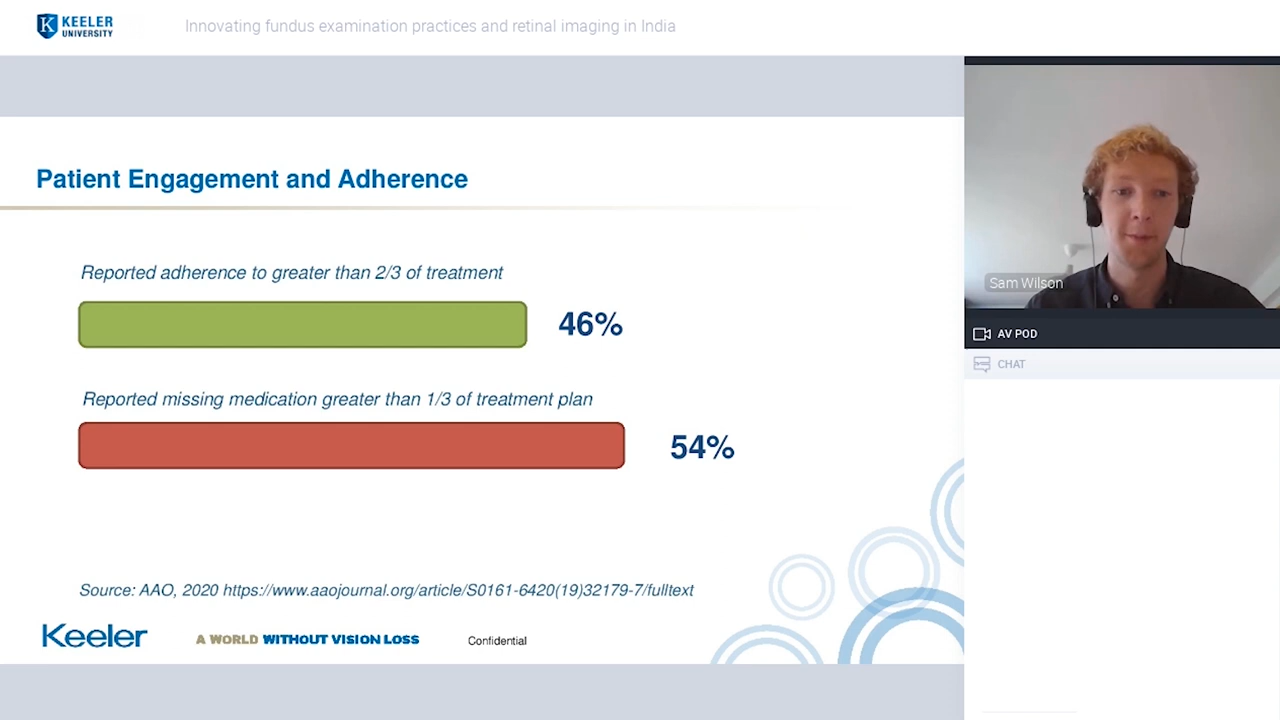 KEELER
UNIVERSITY
Innovating fundus examination practices and retinal imaging in India
Patient Engagement and Adherence
Reported adherence to greater than 2/3 of treatment
46%
Reported missing medication greater than 1/3 of treatment plan
54%
Source: AAO, 2020 https://www.aaojournal.org/article/S0161-6420(19)32179-7/fulltext
Keeler
A WORLD WITHOUT VISION LOSS
Confidential
Sam Wilson
AV POD
CHAT